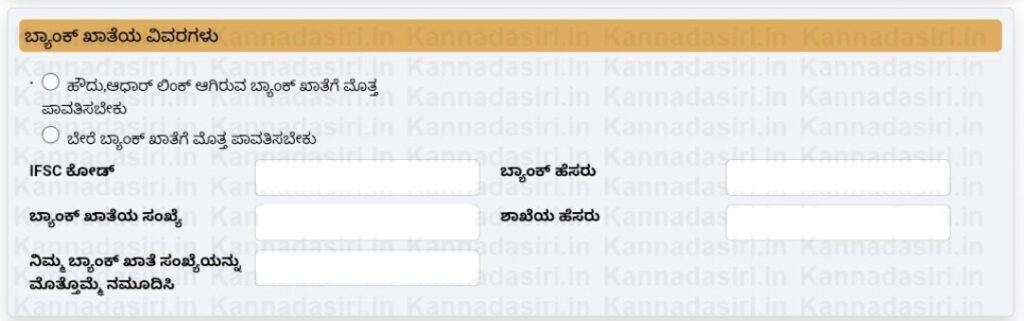 ಬ್ಯಾಂಕ್ ಖಾತೆಯ ವಿವರಗಳು
ಹೌದು,ಆಧಾರ್ ಲಿಂಕ್ ಆಗಿರುವ ಬ್ಯಾಂಕ್ ಖಾತೆಗೆ ಮೊತ್ತ
ಪಾವತಿಸಬೇಕು
ಬೇರೆ ಬ್ಯಾಂಕ್ ಖಾತೆಗೆ ಮೊತ್ತ ಪಾವತಿಸಬೇಕು
IFSC ಕೋಡ್ ಬ್ಯಾಂಕ್ ಹೆಸರು
ಬ್ಯಾಂಕ್ ಖಾತೆಯ ಸಂಖ್ಯೆ ಶಾಖೆಯ ಹೆಸರು
ನಿಮ್ಮ ಬ್ಯಾಂಕ್ ಖಾತೆ ಸಂಖ್ಯೆಯನ್ನು
ಮೊತ್ತೊಮ್ಮೆ ನಮೂದಿಸಿ
Kannadasiri.in